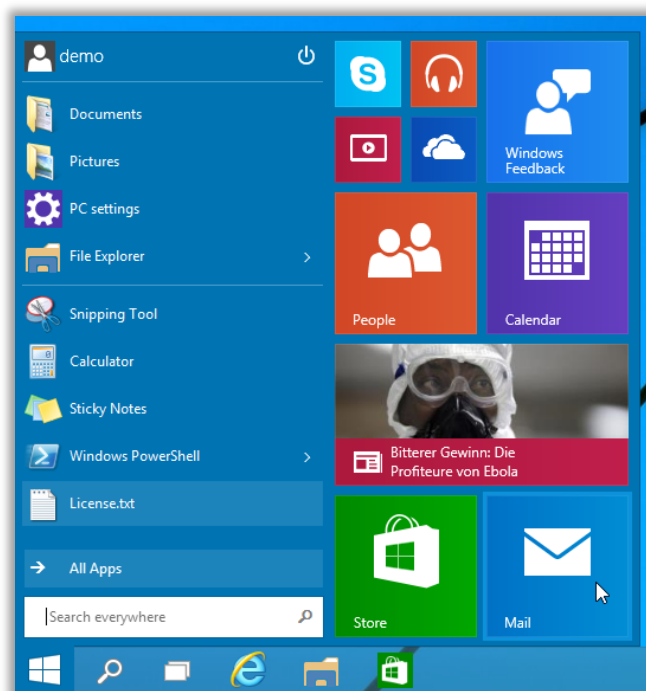 demo
Documents
Pictures
PC settings
File Explorer
Snipping Tool
Calculator
Sticky Notes
Windows PowerShell
License.txt
All Apps
Search everywhere
S
Windows
Feedback
People
Calendar
Bitterer Gewinn: Die
Profiteure von Ebola
Store
Mail